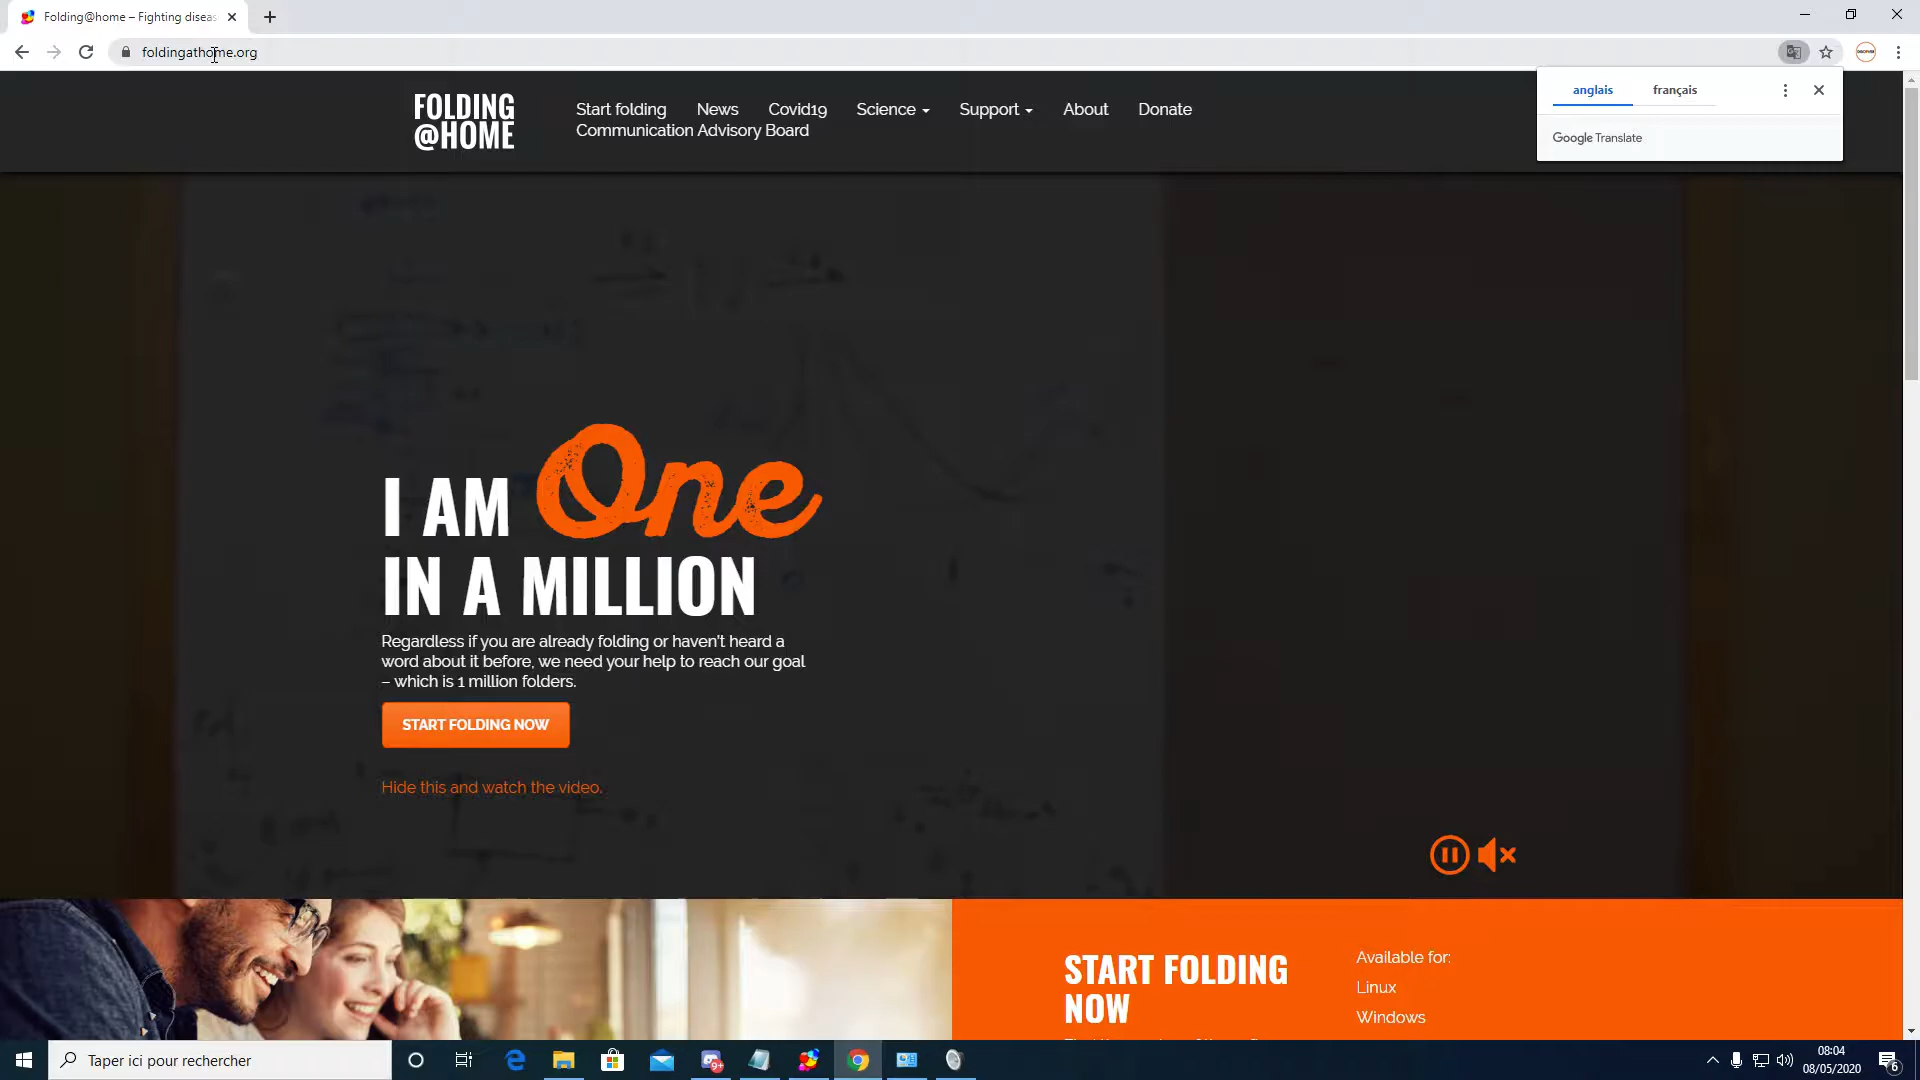 Folding@home – Fighting diseas
foldingathome.org
anglais français
Google Translate
FOLDING
@HOME
Start folding News Covid19 Science Support About Donate
Communication Advisory Board
I AM One
IN A MILLION
Regardless if you are already folding or haven't heard a
word about it before, we need your help to reach our goal
– which is 1 million folders.
START FOLDING NOW
Hide this and watch the video.
START FOLDING
NOW
Available for:
Linux
Windows
Taper ici pour rechercher
9+
08:04
08/05/2020
6